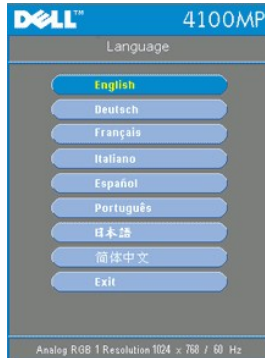 DELL™ 4100MP
Language
English
Deutsch
Français
Italiano
Español
Português
日本語
简体中文
Exit
Analog RGB 1 Resolution 1024 x 768 / 60 Hz